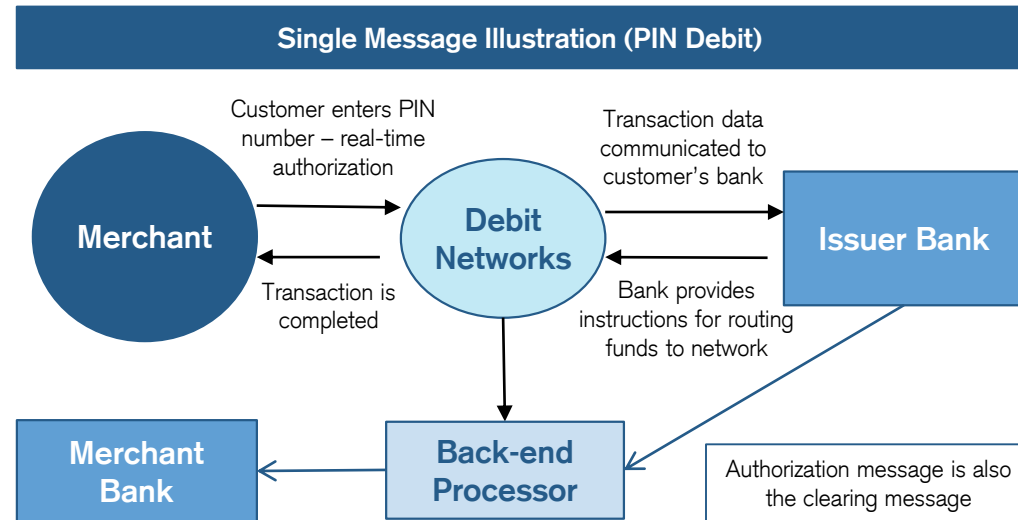 Single Message Illustration (PIN Debit)
Customer enters PIN
number – real-time
authorization
Transaction data
communicated to
customer's bank
Merchant
Debit
Networks
Issuer Bank
Transaction is
completed
Bank provides
instructions for routing
funds to network
Merchant
Bank
Back-end
Processor
Authorization message is also
the clearing message